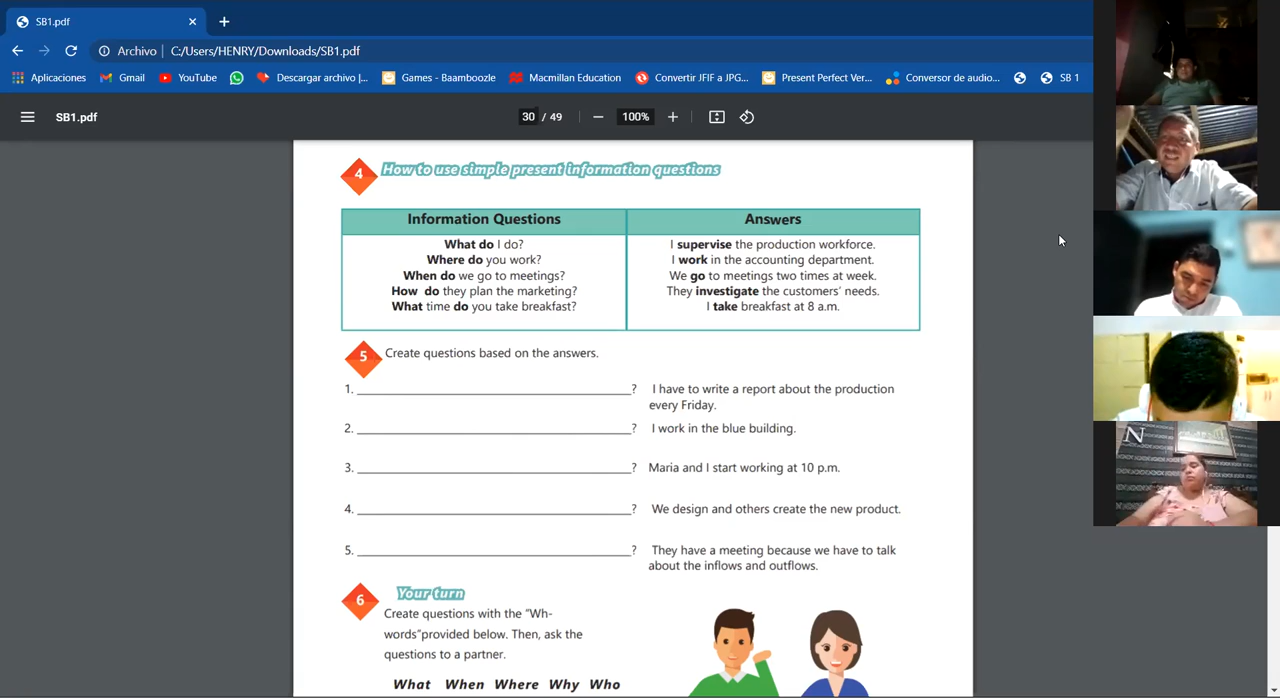 SB1.pdf
Archivo | C:/Users/HENRY/Downloads/SB1.pdf
Aplicaciones Gmail YouTube Descargar archivo |... Games - Baamboozle Macmillan Education Convertir JFIF a JPG... Present Perfect Ver... Conversor de audio... SB 1
SB1.pdf 30 / 49 100%
4 How to use simple present information questions
Information Questions Answers
What do I do? I supervise the production workforce.
Where do you work? I work in the accounting department.
When do we go to meetings? We go to meetings two times at week.
How do they plan the marketing? They investigate the customers' needs.
What time do you take breakfast? I take breakfast at 8 a.m.
5 Create questions based on the answers.
1. ______________________________? I have to write a report about the production
every Friday.
2. ______________________________? I work in the blue building.
3. ______________________________? Maria and I start working at 10 p.m.
4. ______________________________? We design and others create the new product.
5. ______________________________? They have a meeting because we have to talk
about the inflows and outflows.
6 Your turn
Create questions with the "Wh-
words"provided below. Then, ask the
questions to a partner.
What When Where Why Who
N